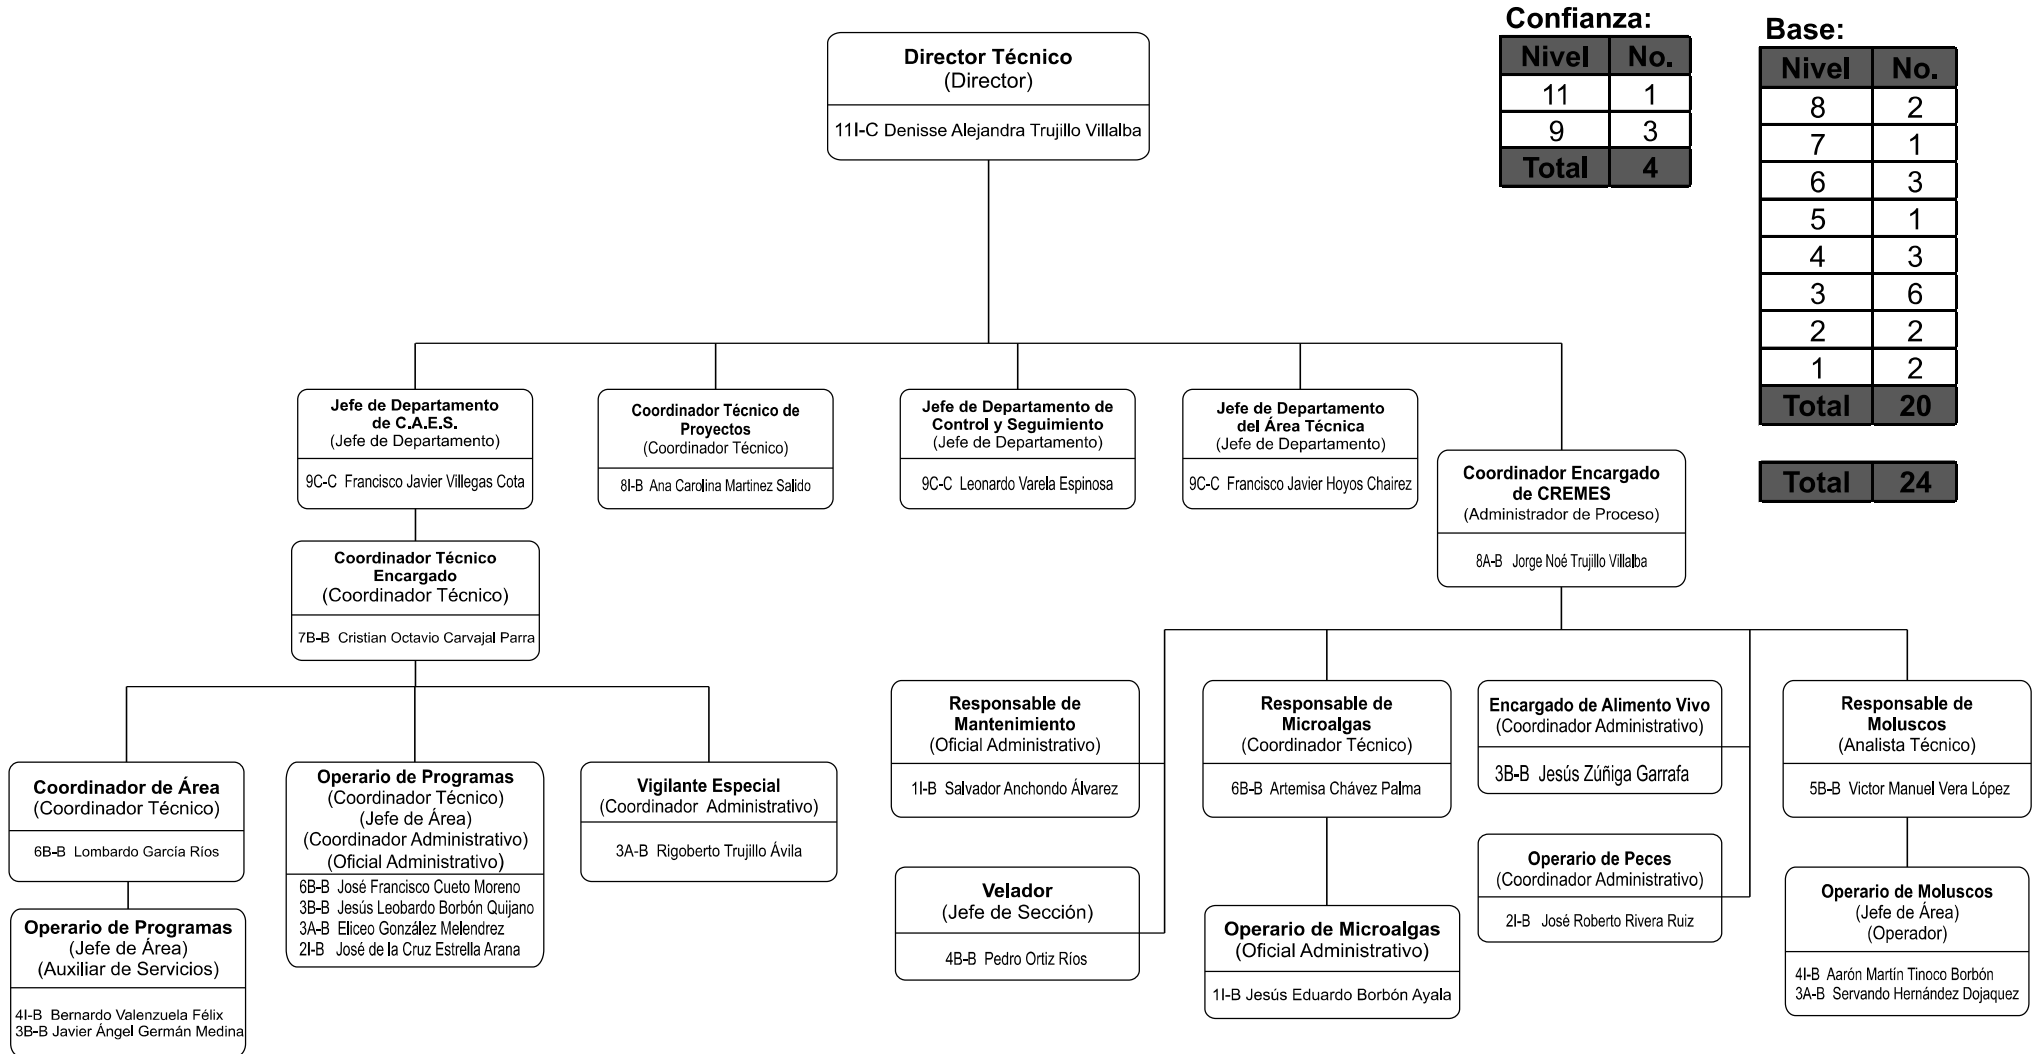 Director Técnico
(Director)
11I-C Denisse Alejandra Trujillo Villalba
Confianza:
Nivel No.
11 1
9 3
Total 4
Base:
Nivel No.
8 2
7 1
6 3
5 1
4 3
3 6
2 2
1 2
Total 20
Total 24
Jefe de Departamento
de C.A.E.S.
(Jefe de Departamento)
9C-C Francisco Javier Villegas Cota
Coordinador Técnico de
Proyectos
(Coordinador Técnico)
8I-B Ana Carolina Martinez Salido
Jefe de Departamento de
Control y Seguimiento
(Jefe de Departamento)
9C-C Leonardo Varela Espinosa
Jefe de Departamento
del Área Técnica
(Jefe de Departamento)
9C-C Francisco Javier Hoyos Chairez
Coordinador Encargado
de CREMES
(Administrador de Proceso)
8A-B Jorge Noé Trujillo Villalba
Coordinador Técnico
Encargado
(Coordinador Técnico)
7B-B Cristian Octavio Carvajal Parra
Coordinador de Área
(Coordinador Técnico)
6B-B Lombardo García Ríos
Operario de Programas
(Jefe de Área)
(Auxiliar de Servicios)
4I-B Bernardo Valenzuela Félix
3B-B Javier Ángel Germán Medina
Operario de Programas
(Coordinador Técnico)
(Jefe de Área)
(Coordinador Administrativo)
(Oficial Administrativo)
6B-B José Francisco Cueto Moreno
3B-B Jesús Leobardo Borbón Quijano
3A-B Eliceo González Melendrez
2I-B José de la Cruz Estrella Arana
Vigilante Especial
(Coordinador Administrativo)
3A-B Rigoberto Trujillo Ávila
Responsable de
Mantenimiento
(Oficial Administrativo)
1I-B Salvador Anchondo Álvarez
Velador
(Jefe de Sección)
4B-B Pedro Ortiz Ríos
Responsable de
Microalgas
(Coordinador Técnico)
6B-B Artemisa Chávez Palma
Operario de Microalgas
(Oficial Administrativo)
1I-B Jesús Eduardo Borbón Ayala
Encargado de Alimento Vivo
(Coordinador Administrativo)
3B-B Jesús Zúñiga Garrafa
Operario de Peces
(Coordinador Administrativo)
2I-B José Roberto Rivera Ruiz
Responsable de
Moluscos
(Analista Técnico)
5B-B Victor Manuel Vera López
Operario de Moluscos
(Jefe de Área)
(Operador)
4I-B Aarón Martín Tinoco Borbón
3A-B Servando Hernández Dojaquez